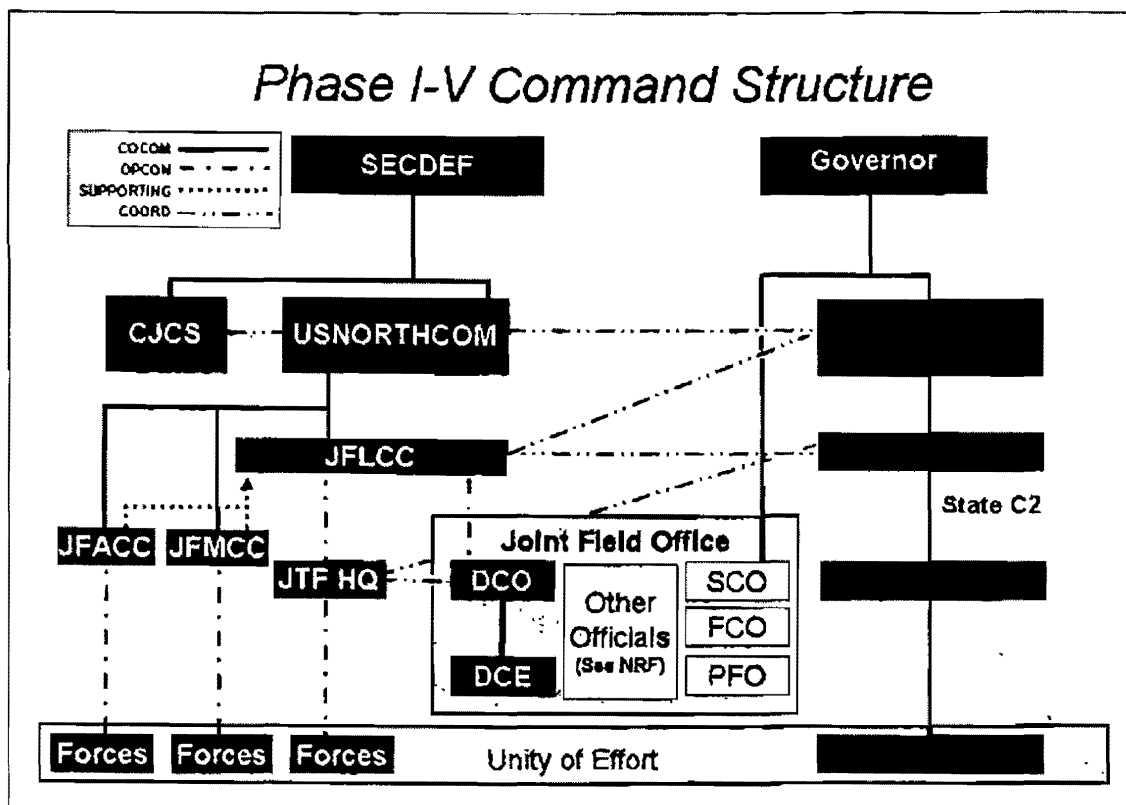 Phase I-V Command Structure
COCOM
OPCON
SUPPORTING
COORD
SECDEF
Governor
CJCS
USNORTHCOM
JFLCC
State C2
JFACC
JFMCC
JTF HQ
Joint Field Office
DCO
Other
Officials
(See NRF)
SCO
FCO
DCE
PFO
Forces
Forces
Forces
Unity of Effort